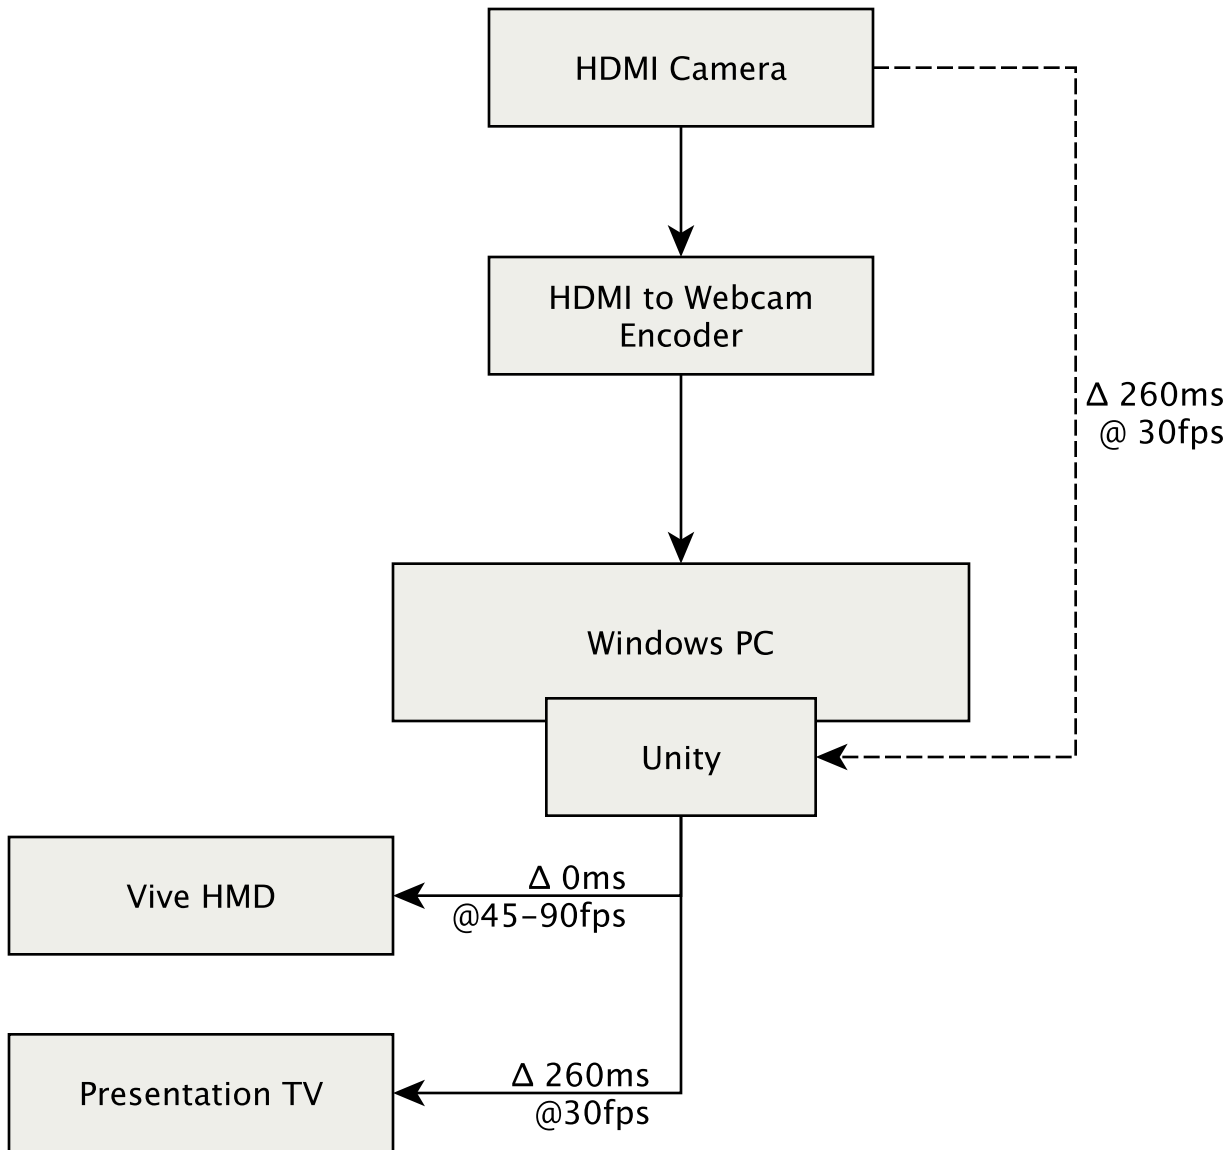 HDMI Camera
HDMI to Webcam
Encoder
Δ 260ms
@ 30fps
Windows PC
Unity
Vive HMD
Δ 0ms
@45–90fps
Presentation TV
Δ 260ms
@30fps